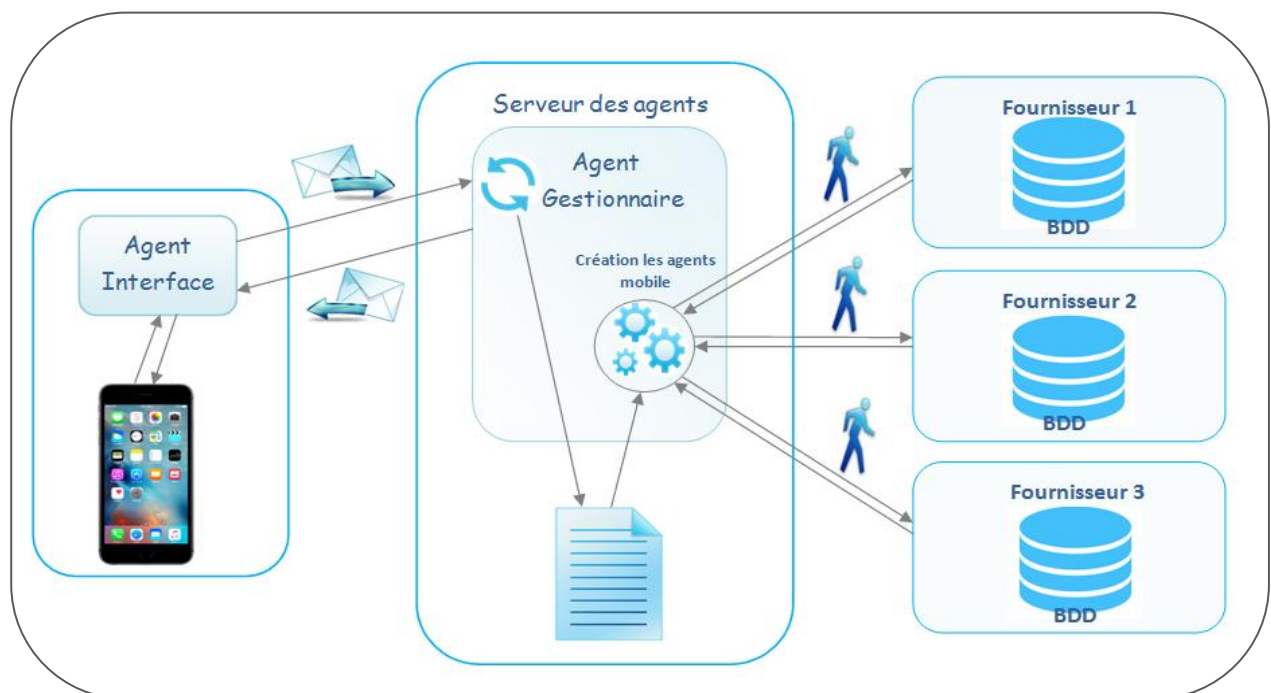 Serveur des agents
Agent
Gestionnaire
Création les agents
mobile
Agent
Interface
Fournisseur 1
BDD
Fournisseur 2
BDD
Fournisseur 3
BDD